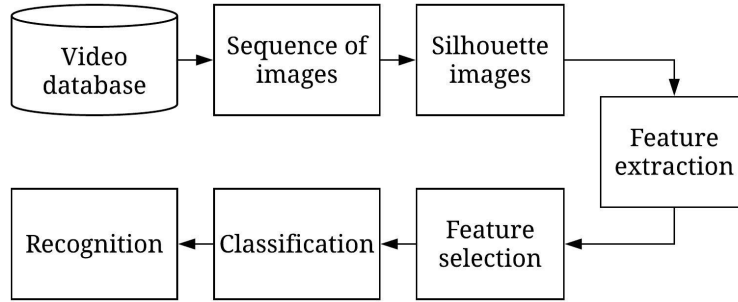 Video
database
Sequence of
images
Silhouette
images
Feature
extraction
Feature
selection
Classification
Recognition